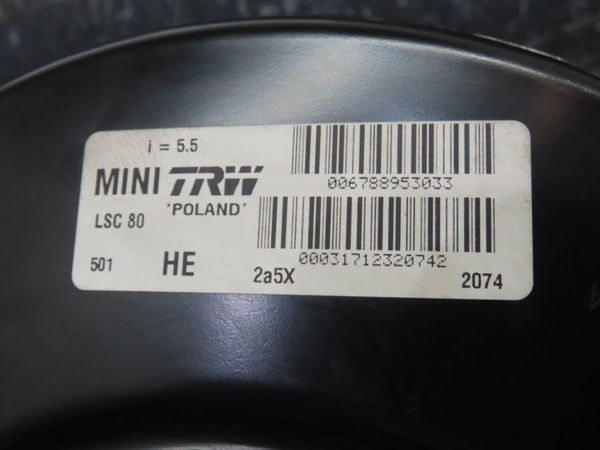 i = 5.5
MINI TRW
'POLAND'
006788953033
LSC 80
00031712320742
501 HE 2a5X 2074